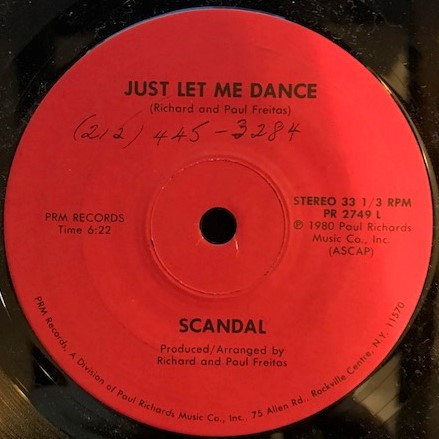 JUST LET ME DANCE
(Richard and Paul Freitas)
(212) 445-3284
PRM RECORDS
Time 6:22
STEREO 33 1/3 RPM
PR 2749 L
℗ 1980 Paul Richards
Music Co., Inc.
(ASCAP)
SCANDAL
Produced/Arranged by
Richard and Paul Freitas
PRM Records, A Division of Paul Richards Music Co., Inc., 75 Allen Rd., Rockville Centre, N.Y. 11570